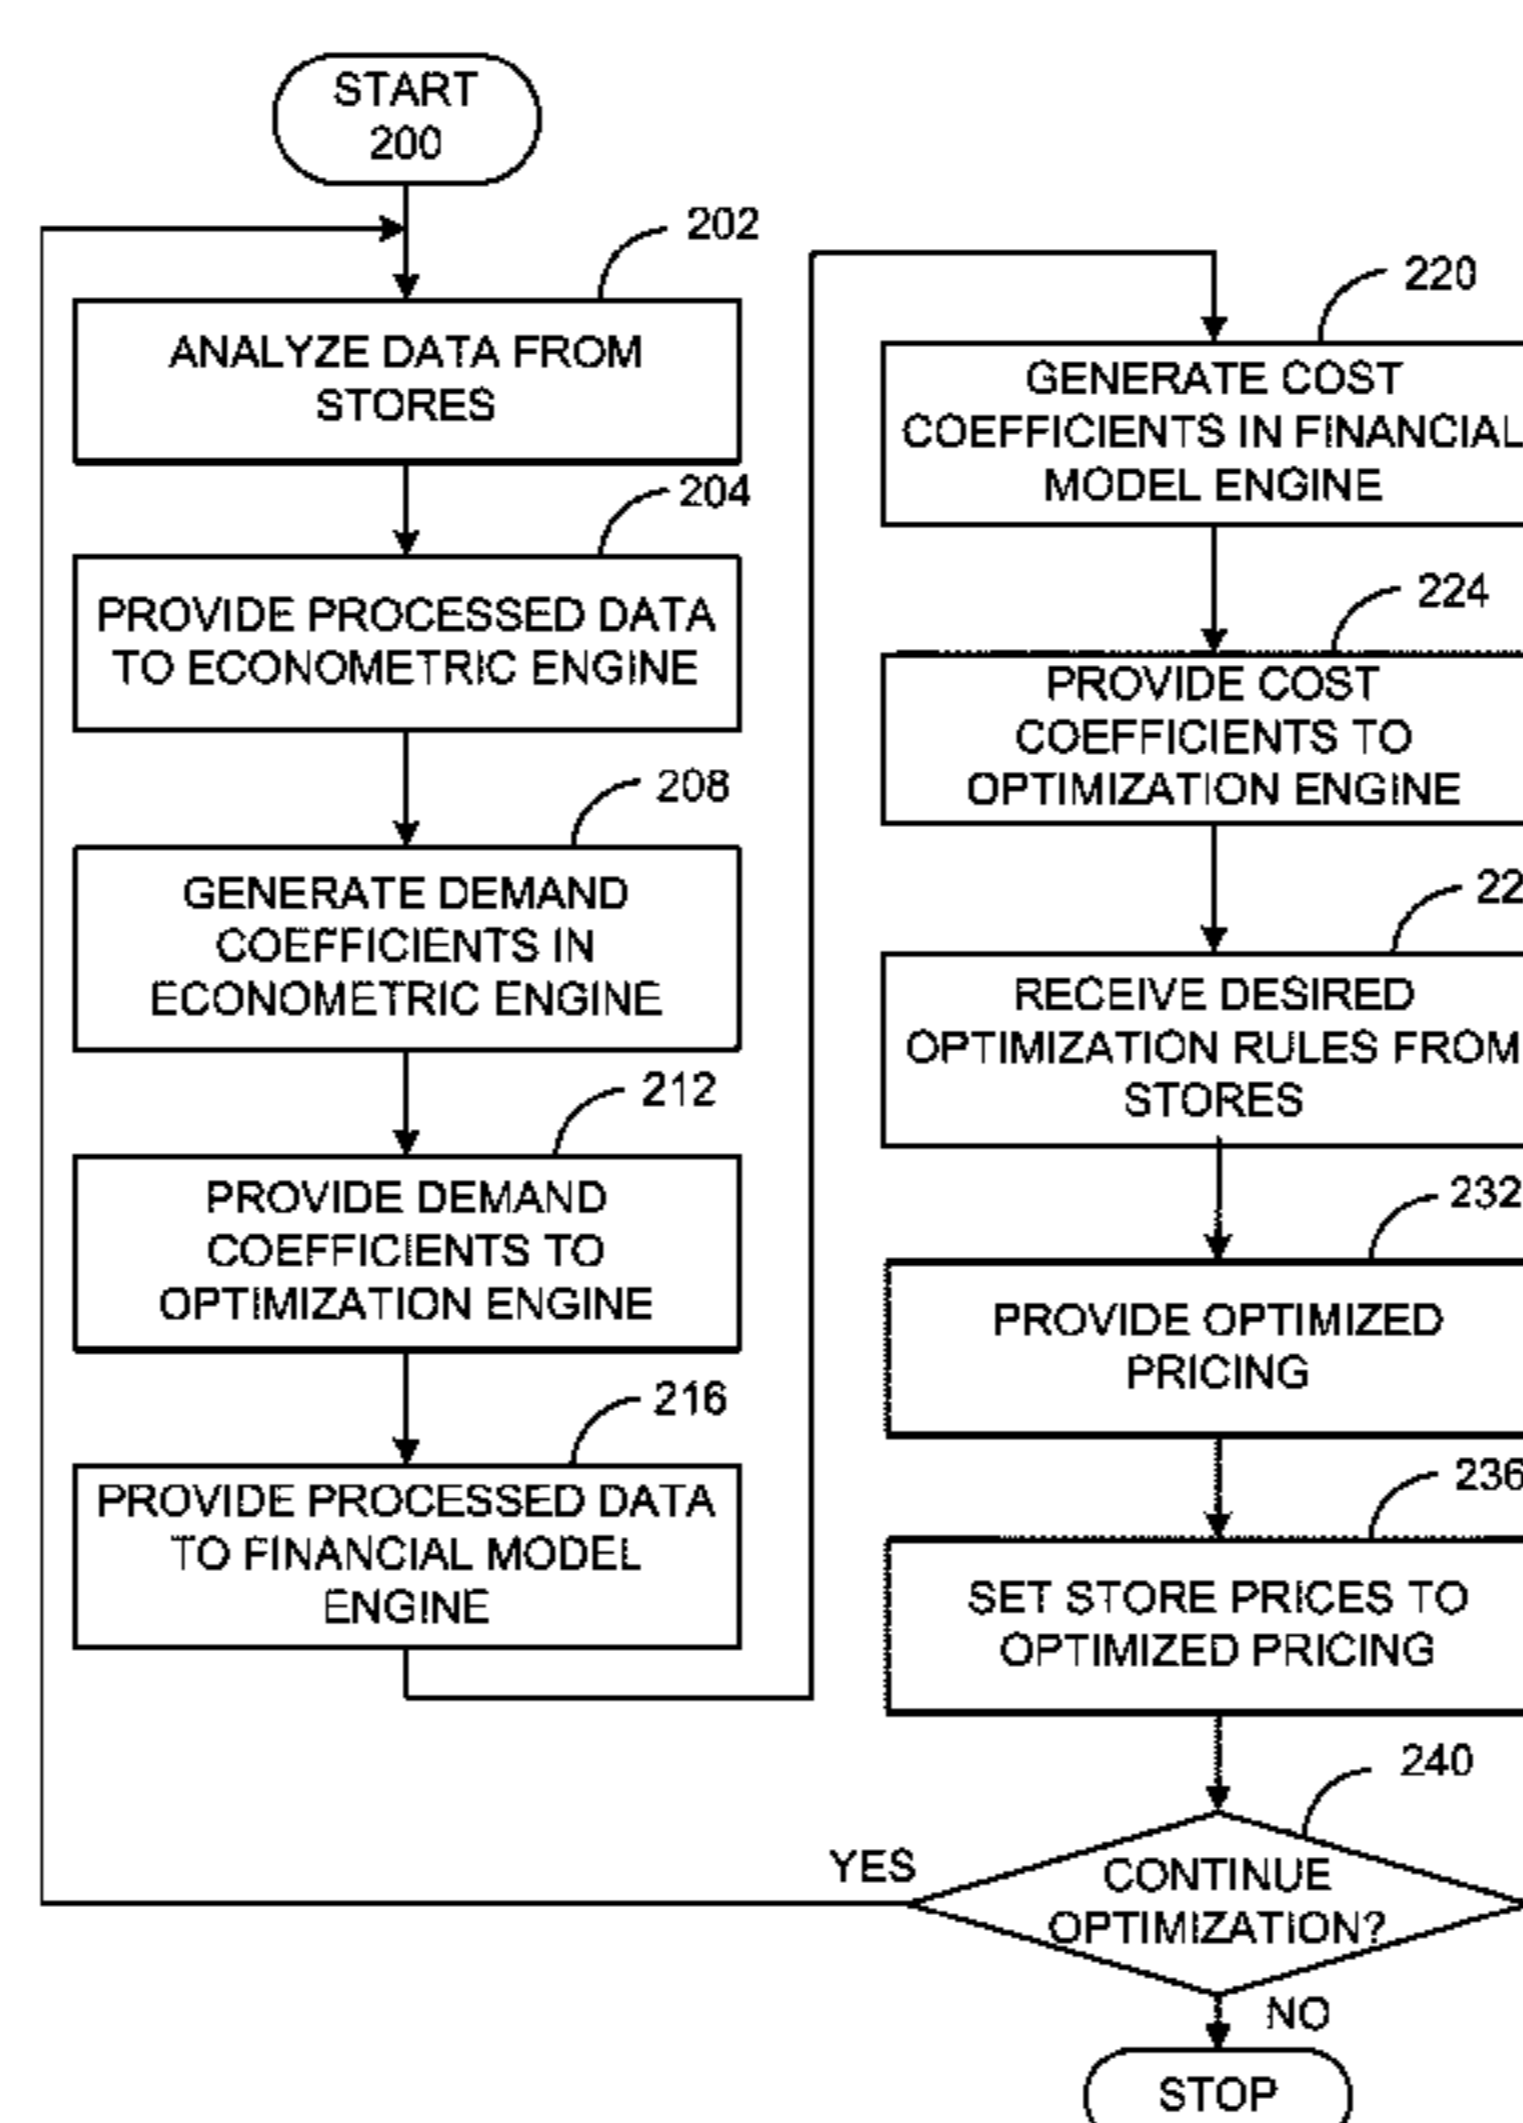 START
200
202
ANALYZE DATA FROM
STORES
204
PROVIDE PROCESSED DATA
TO ECONOMETRIC ENGINE
208
GENERATE DEMAND
COEFFICIENTS IN
ECONOMETRIC ENGINE
212
PROVIDE DEMAND
COEFFICIENTS TO
OPTIMIZATION ENGINE
216
PROVIDE PROCESSED DATA
TO FINANCIAL MODEL
ENGINE
220
GENERATE COST
COEFFICIENTS IN FINANCIAL
MODEL ENGINE
224
PROVIDE COST
COEFFICIENTS TO
OPTIMIZATION ENGINE
22
RECEIVE DESIRED
OPTIMIZATION RULES FROM
STORES
232
PROVIDE OPTIMIZED
PRICING
236
SET STORE PRICES TO
OPTIMIZED PRICING
240
YES
CONTINUE
OPTIMIZATION?
NO
STOP